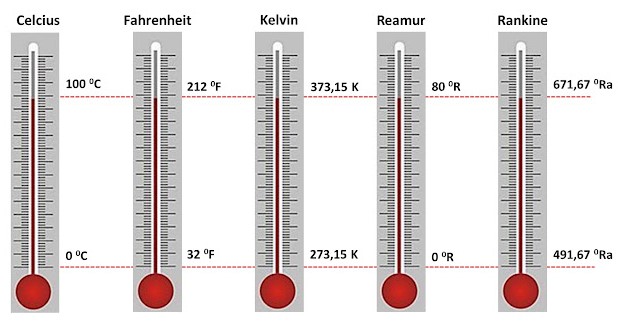 Celcius Fahrenheit Kelvin Reamur Rankine
100 ⁰C 212 ⁰F 373,15 K 80 ⁰R 671,67 ⁰Ra
0 ⁰C 32 ⁰F 273,15 K 0 ⁰R 491,67 ⁰Ra